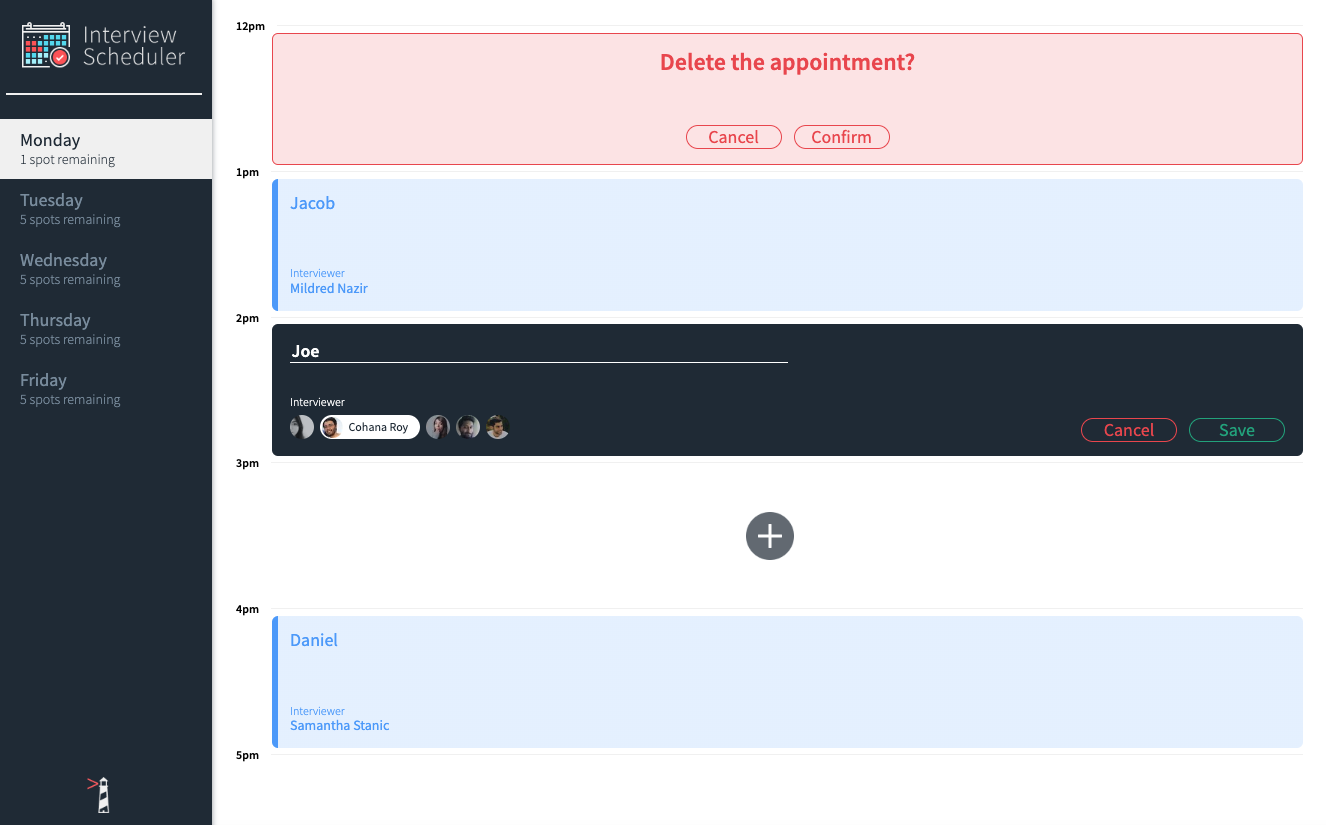 Interview
Scheduler
Monday
1 spot remaining
Tuesday
5 spots remaining
Wednesday
5 spots remaining
Thursday
5 spots remaining
Friday
5 spots remaining
12pm
Delete the appointment?
Cancel Confirm
1pm
Jacob
Interviewer
Mildred Nazir
2pm
Joe
Interviewer
Cohana Roy
Cancel Save
3pm
4pm
Daniel
Interviewer
Samantha Stanic
5pm